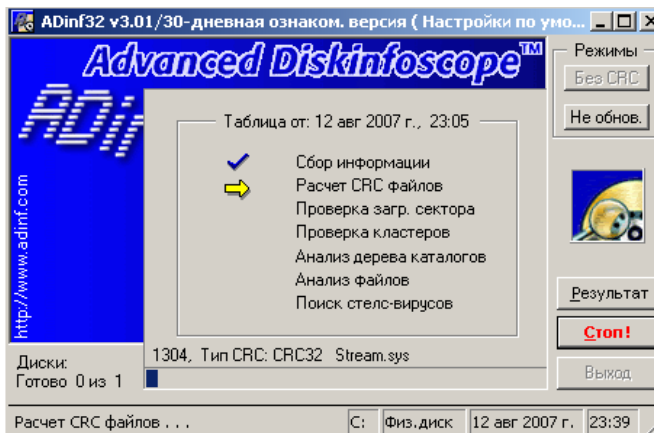 ADinf32 v3.01/30-дневная ознаком. версия ( Настройки по умо...
Advanced Diskinfoscope™
Режимы
Без CRC
Не обнов.
ADinf
http://www.adinf.com
Таблица от: 12 авг 2007 г., 23:05
Сбор информации
Расчет CRC файлов
Проверка загр. сектора
Проверка кластеров
Анализ дерева каталогов
Анализ файлов
Поиск стелс-вирусов
1304, Тип CRC: CRC32 Stream.sys
Диски:
Готово 0 из 1
Результат
Стоп!
Выход
Расчет CRC файлов . . .
C:
Физ.диск
12 авг 2007 г.
23:39